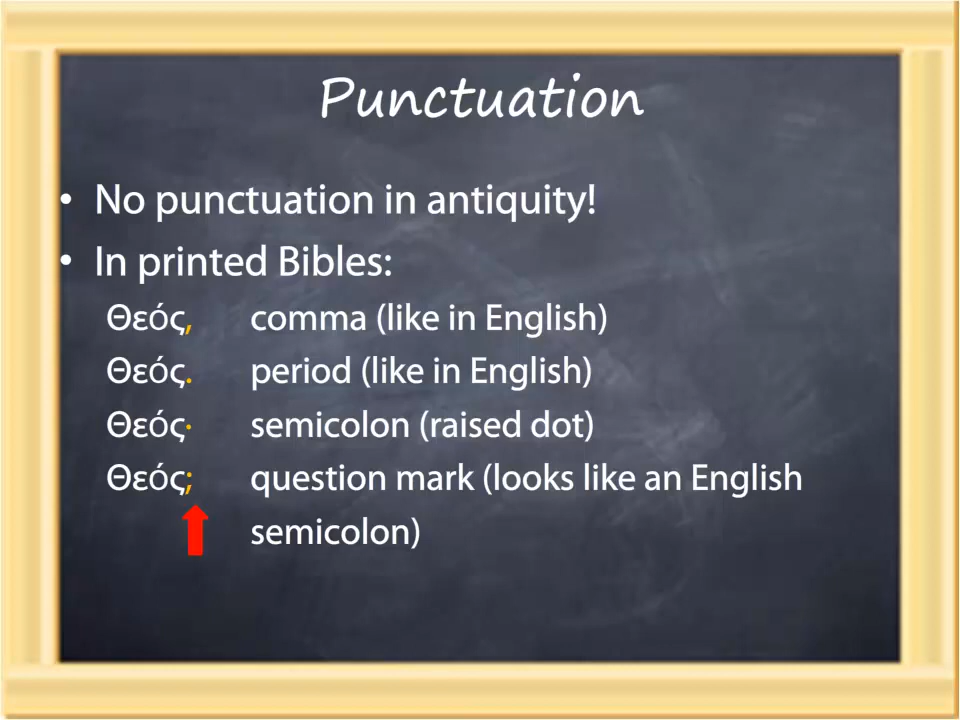 Punctuation
• No punctuation in antiquity!
• In printed Bibles:
Θεός, comma (like in English)
Θεός. period (like in English)
Θεός· semicolon (raised dot)
Θεός; question mark (looks like an English
semicolon)